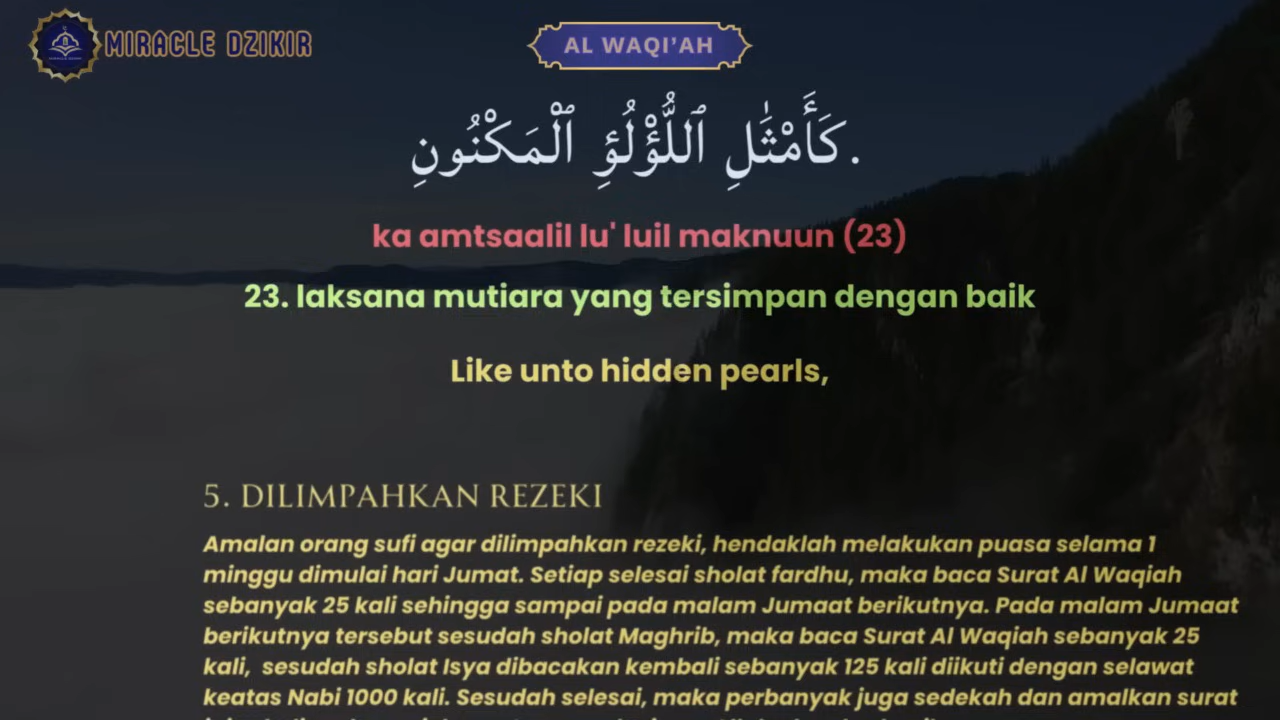 MIRACLE DZIKIR
AL WAQI'AH
كَأَمْثَٰلِ ٱللُّؤْلُؤِ ٱلْمَكْنُونِ.
ka amtsaalil lu' luil maknuun (23)
23. laksana mutiara yang tersimpan dengan baik
Like unto hidden pearls,
5. DILIMPAHKAN REZEKI
Amalan orang sufi agar dilimpahkan rezeki, hendaklah melakukan puasa selama 1
minggu dimulai hari Jumat. Setiap selesai sholat fardhu, maka baca Surat Al Waqiah
sebanyak 25 kali sehingga sampai pada malam Jumaat berikutnya. Pada malam Jumaat
berikutnya tersebut sesudah sholat Maghrib, maka baca Surat Al Waqiah sebanyak 25
kali,  sesudah sholat Isya dibacakan kembali sebanyak 125 kali diikuti dengan selawat
keatas Nabi 1000 kali. Sesudah selesai, maka perbanyak juga sedekah dan amalkan surat